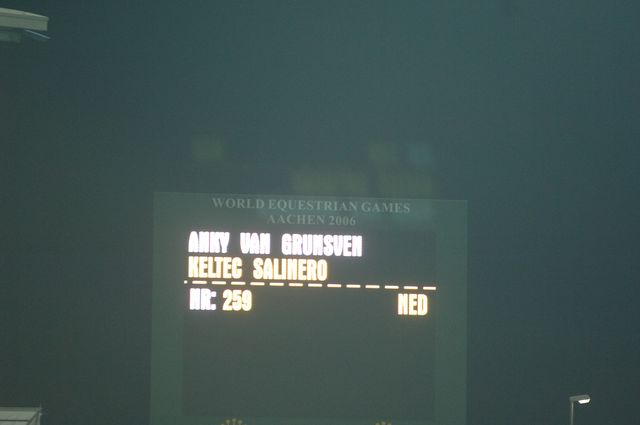 WORLD EQUESTRIAN GAMES
AACHEN 2006
ANKY VAN GRUNSVEN
KELTEC SALINERO
NR: 259 NED